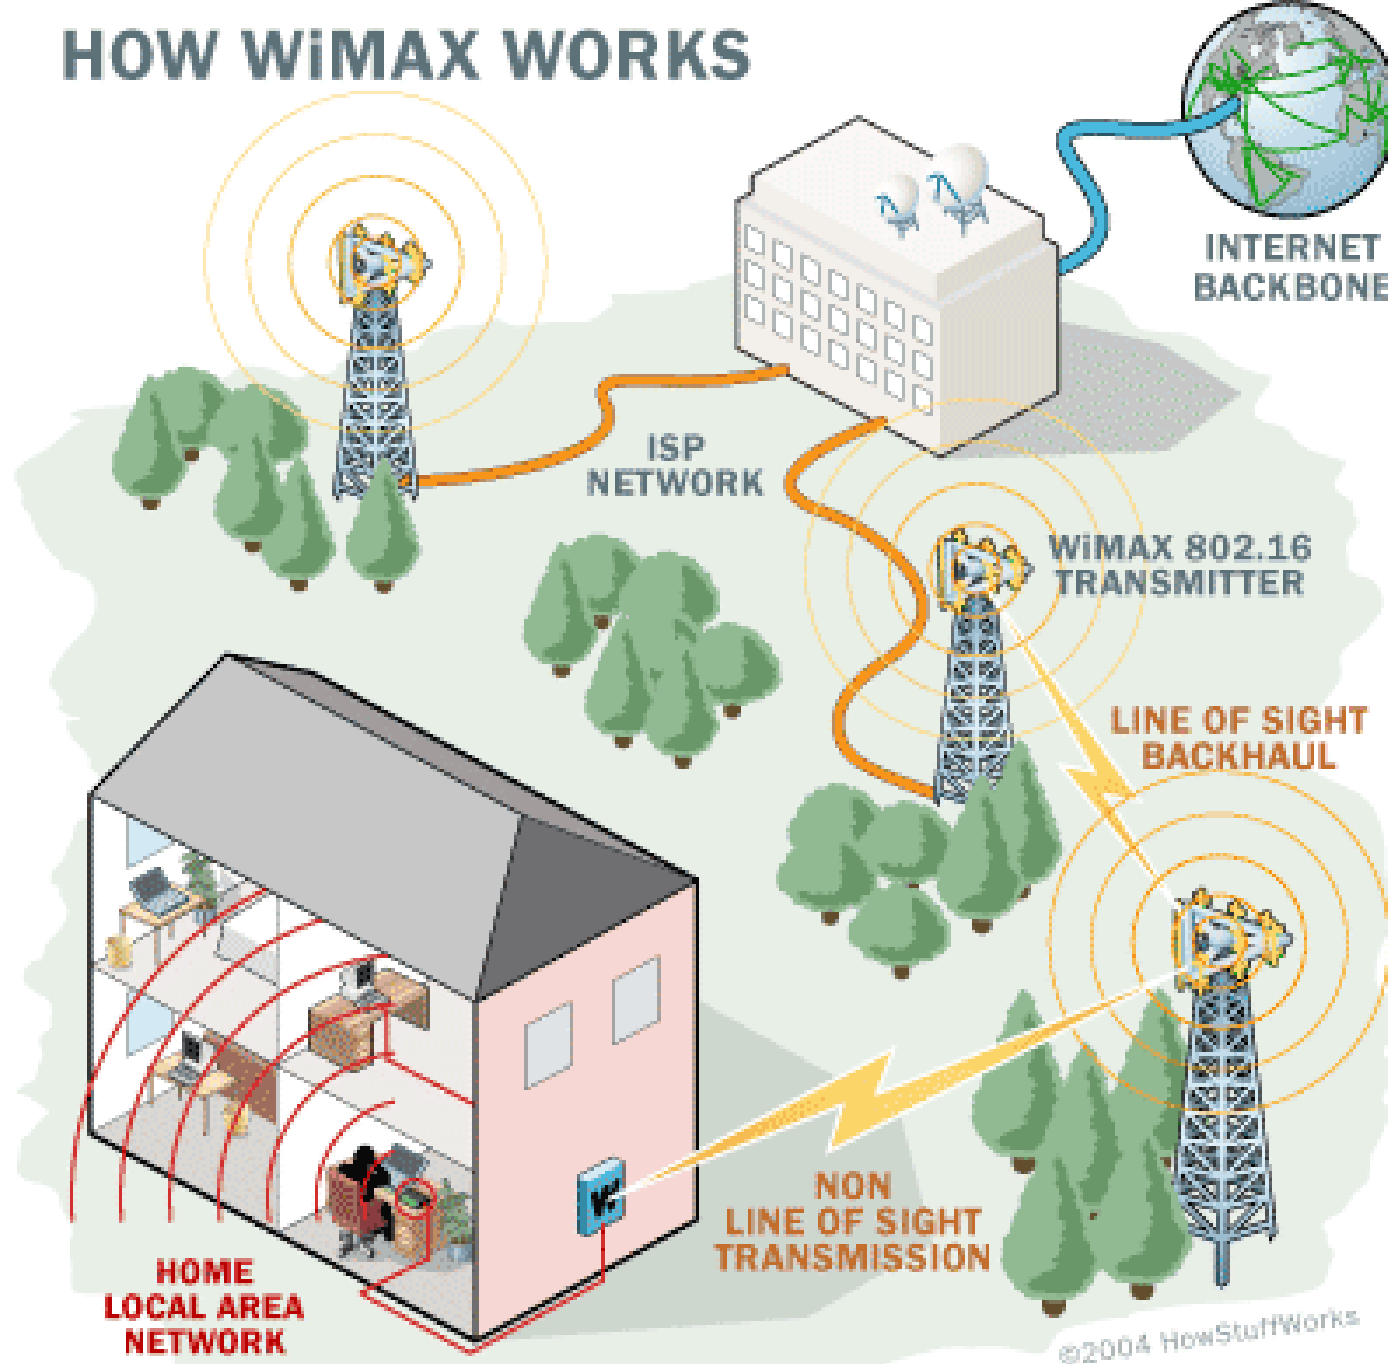 HOW WiMAX WORKS
INTERNET
BACKBONE
ISP
NETWORK
WiMAX 802.16
TRANSMITTER
LINE OF SIGHT
BACKHAUL
NON
LINE OF SIGHT
TRANSMISSION
HOME
LOCAL AREA
NETWORK
©2004 HowStuffWorks